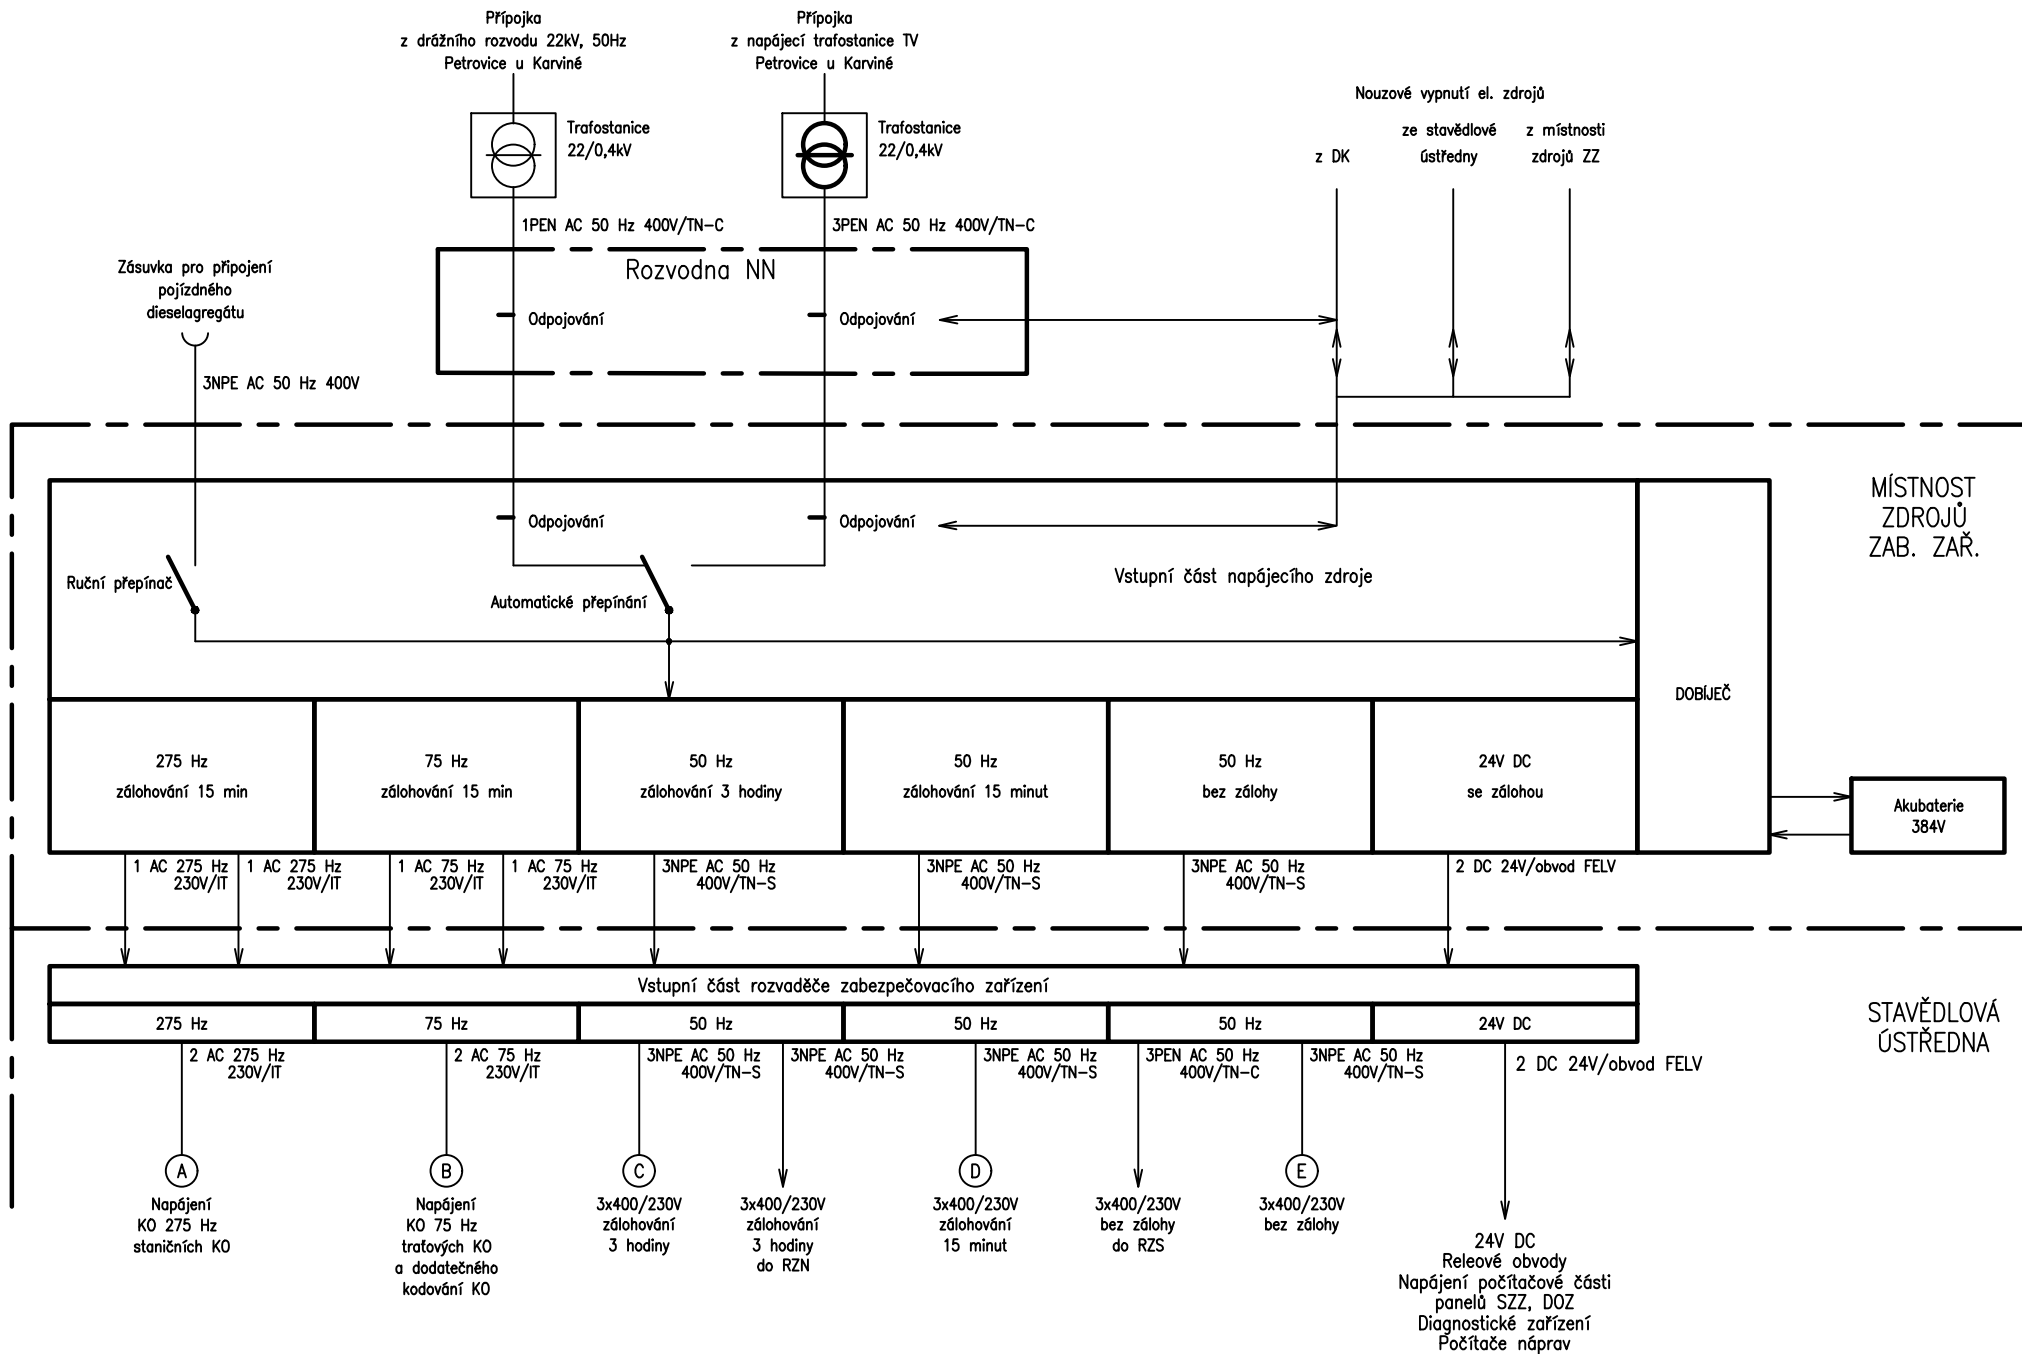 Přípojka
z drážního rozvodu 22kV, 50Hz
Petrovice u Karviné
Přípojka
z napájecí trafostanice TV
Petrovice u Karviné
Trafostanice
22/0,4kV
Trafostanice
22/0,4kV
Nouzové vypnutí el. zdrojů
z DK
ze stavědlové
ústředny
z místnosti
zdrojů ZZ
1PEN AC 50 Hz 400V/TN-C
3PEN AC 50 Hz 400V/TN-C
Rozvodna NN
Zásuvka pro připojení
pojízdného
dieselagregátu
Odpojování
Odpojování
3NPE AC 50 Hz 400V
MÍSTNOST
ZDROJŮ
ZAB. ZAŘ.
Odpojování
Odpojování
Ruční přepínač
Automatické přepínání
Vstupní část napájecího zdroje
DOBÍJEČ
275 Hz
zálohování 15 min
75 Hz
zálohování 15 min
50 Hz
zálohování 3 hodiny
50 Hz
zálohování 15 minut
50 Hz
bez zálohy
24V DC
se zálohou
Akubaterie
384V
1 AC 275 Hz
230V/IT
1 AC 275 Hz
230V/IT
1 AC 75 Hz
230V/IT
1 AC 75 Hz
230V/IT
3NPE AC 50 Hz
400V/TN-S
3NPE AC 50 Hz
400V/TN-S
3NPE AC 50 Hz
400V/TN-S
2 DC 24V/obvod FELV
Vstupní část rozvaděče zabezpečovacího zařízení
275 Hz
75 Hz
50 Hz
50 Hz
50 Hz
24V DC
STAVĚDLOVÁ
ÚSTŘEDNA
2 AC 275 Hz
230V/IT
2 AC 75 Hz
230V/IT
3NPE AC 50 Hz
400V/TN-S
3NPE AC 50 Hz
400V/TN-S
3NPE AC 50 Hz
400V/TN-S
3PEN AC 50 Hz
400V/TN-C
3NPE AC 50 Hz
400V/TN-S
2 DC 24V/obvod FELV
A
Napájení
KO 275 Hz
staničních KO
B
Napájení
KO 75 Hz
traťových KO
a dodatečného
kodování KO
C
3x400/230V
zálohování
3 hodiny
3x400/230V
zálohování
3 hodiny
do RZN
D
3x400/230V
zálohování
15 minut
3x400/230V
bez zálohy
do RZS
E
3x400/230V
bez zálohy
24V DC
Releové obvody
Napájení počítačové části
panelů SZZ, DOZ
Diagnostické zařízení
Počítače náprav